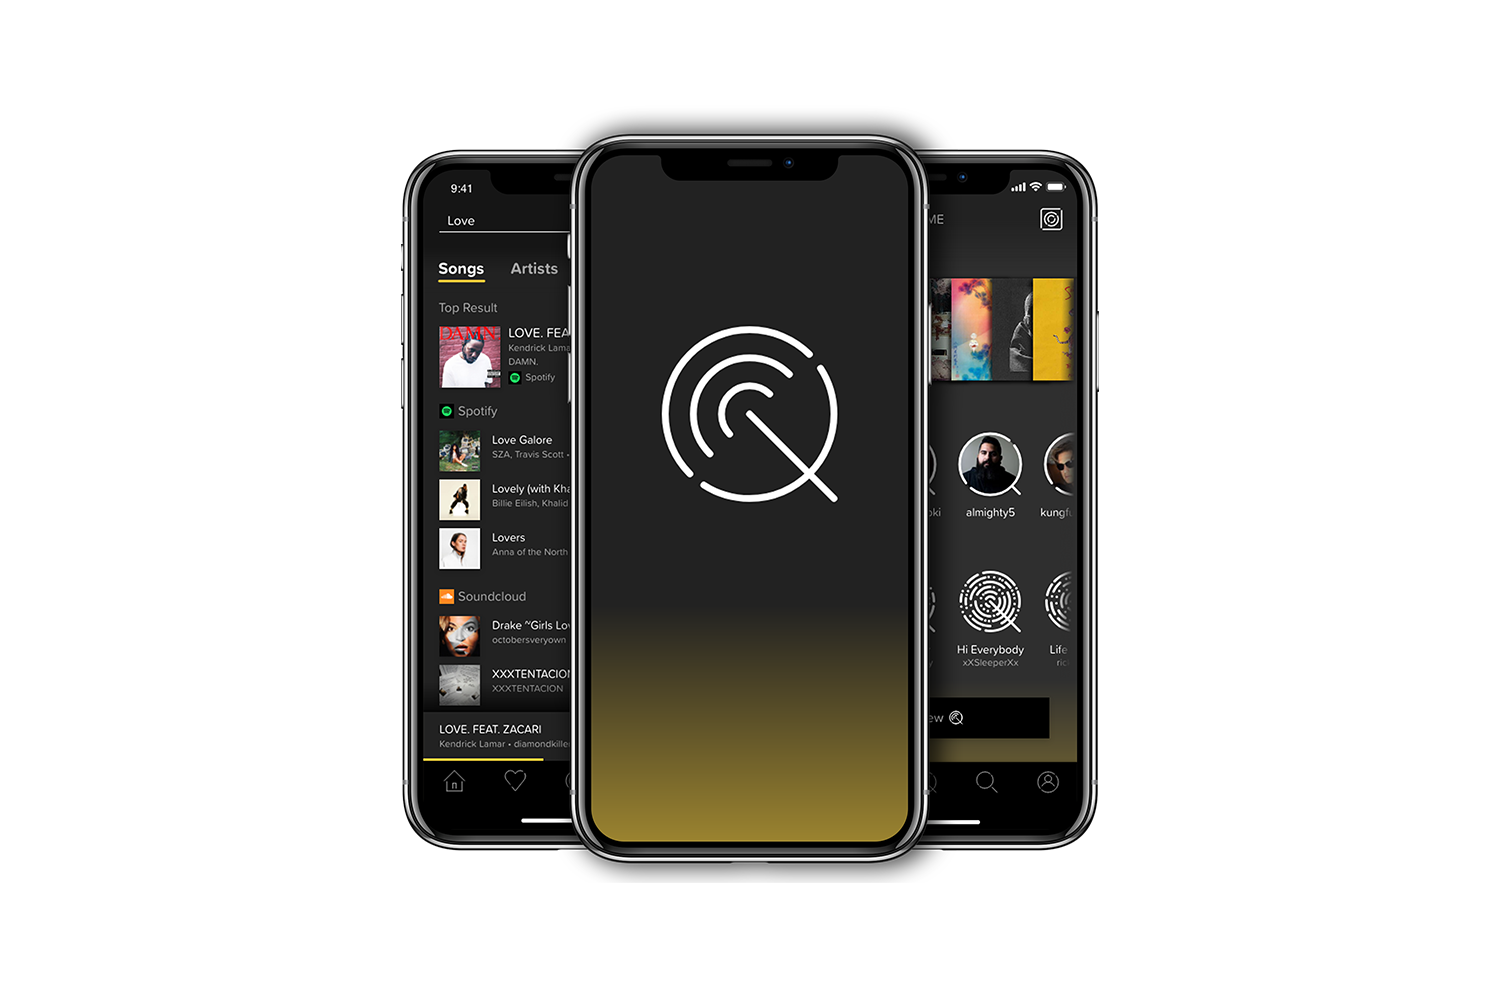 9:41
Love
Songs Artists
Top Result
DAMN.
LOVE. FEA
Kendrick Lama
DAMN.
Spotify
Spotify
Love Galore
SZA, Travis Scott •
Lovely (with Kha
Billie Eilish, Khalid
Lovers
Anna of the North
Soundcloud
Drake ~Girls Lov
octobersveryown
XXXTENTACION
XXXTENTACION
LOVE. FEAT. ZACARI
Kendrick Lamar • diamondkille
ME
oki
almighty5
kungfu
Hi Everybody
xXSleeperXx
Life
ric
ew